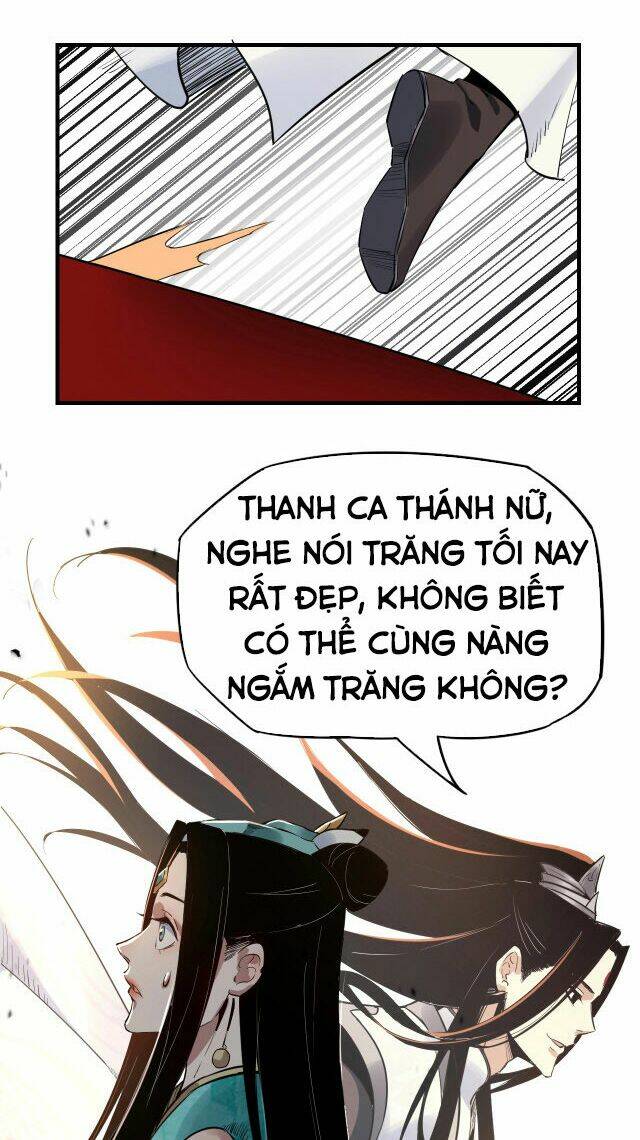 THANH CA THÁNH NỮ,
NGHE NÓI TRĂNG TỐI NAY
RẤT ĐẸP, KHÔNG BIẾT
CÓ THỂ CÙNG NÀNG
NGẮM TRĂNG KHÔNG?